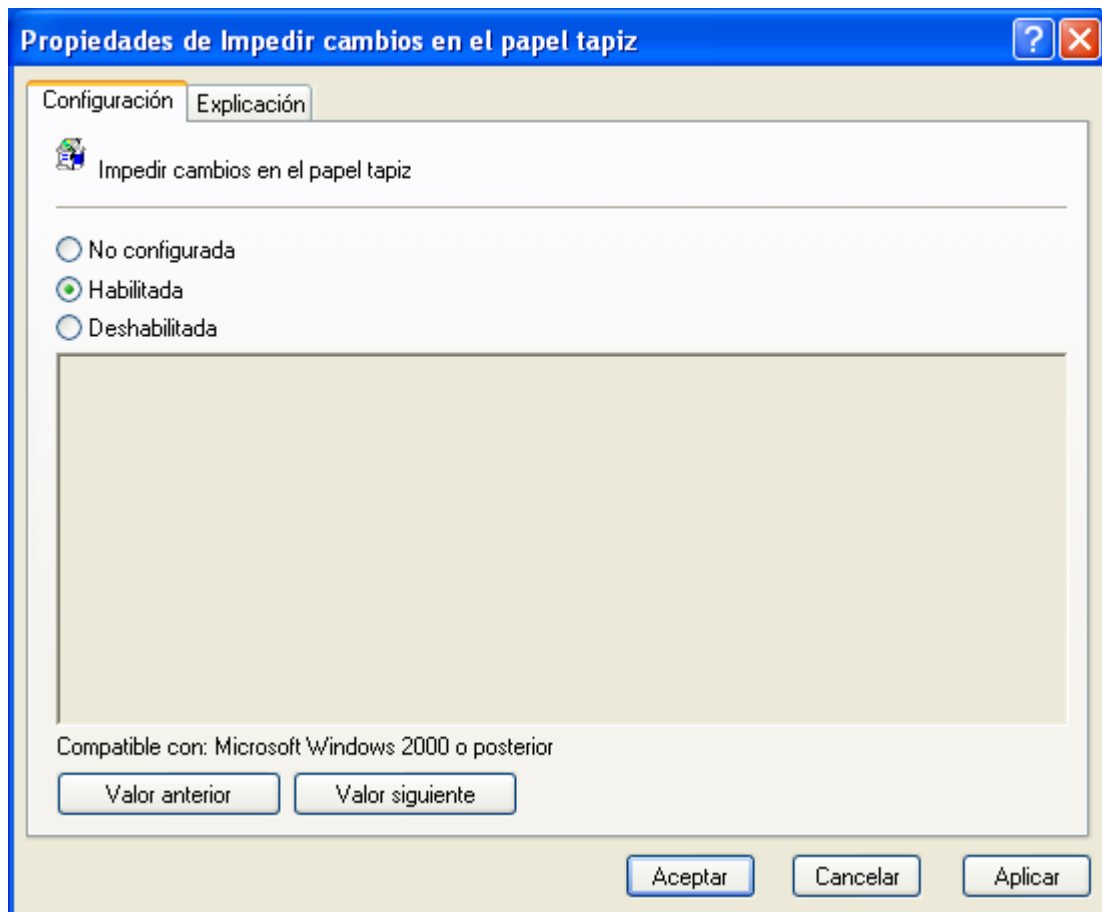 Propiedades de Impedir cambios en el papel tapiz
Configuración Explicación
Impedir cambios en el papel tapiz
No configurada
Habilitada
Deshabilitada
Compatible con: Microsoft Windows 2000 o posterior
Valor anterior Valor siguiente
Aceptar Cancelar Aplicar